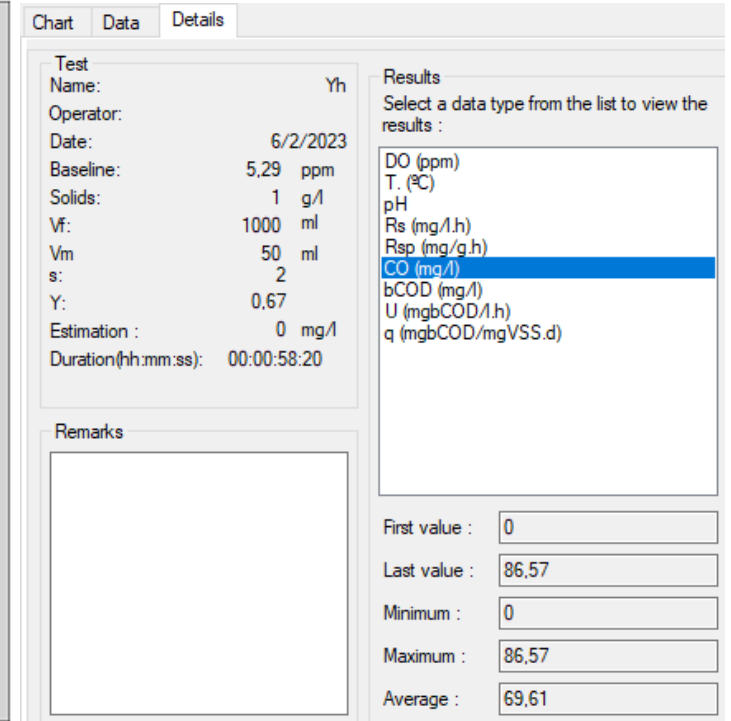 Chart Data Details
Test
Name: Yh
Operator:
Date: 6/2/2023
Baseline: 5,29 ppm
Solids: 1 g/l
Vf: 1000 ml
Vm 50 ml
s: 2
Y: 0,67
Estimation : 0 mg/l
Duration(hh:mm:ss): 00:00:58:20
Remarks
Results
Select a data type from the list to view the
results :
DO (ppm)
T. (ºC)
pH
Rs (mg/l.h)
Rsp (mg/g.h)
CO (mg/l)
bCOD (mg/l)
U (mgbCOD/l.h)
q (mgbCOD/mgVSS.d)
First value : 0
Last value : 86,57
Minimum : 0
Maximum : 86,57
Average : 69,61